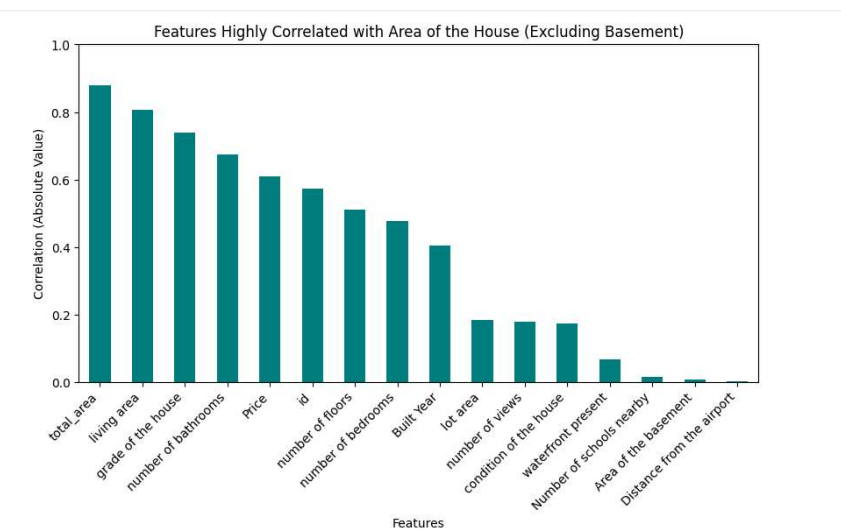 Features Highly Correlated with Area of the House (Excluding Basement)
Correlation (Absolute Value)
1.0
0.8
0.6
0.4
0.2
0.0
total_area
living area
grade of the house
number of bathrooms
Price
id
number of floors
number of bedrooms
Built Year
lot area
number of views
condition of the house
waterfront present
Number of schools nearby
Area of the basement
Distance from the airport
Features